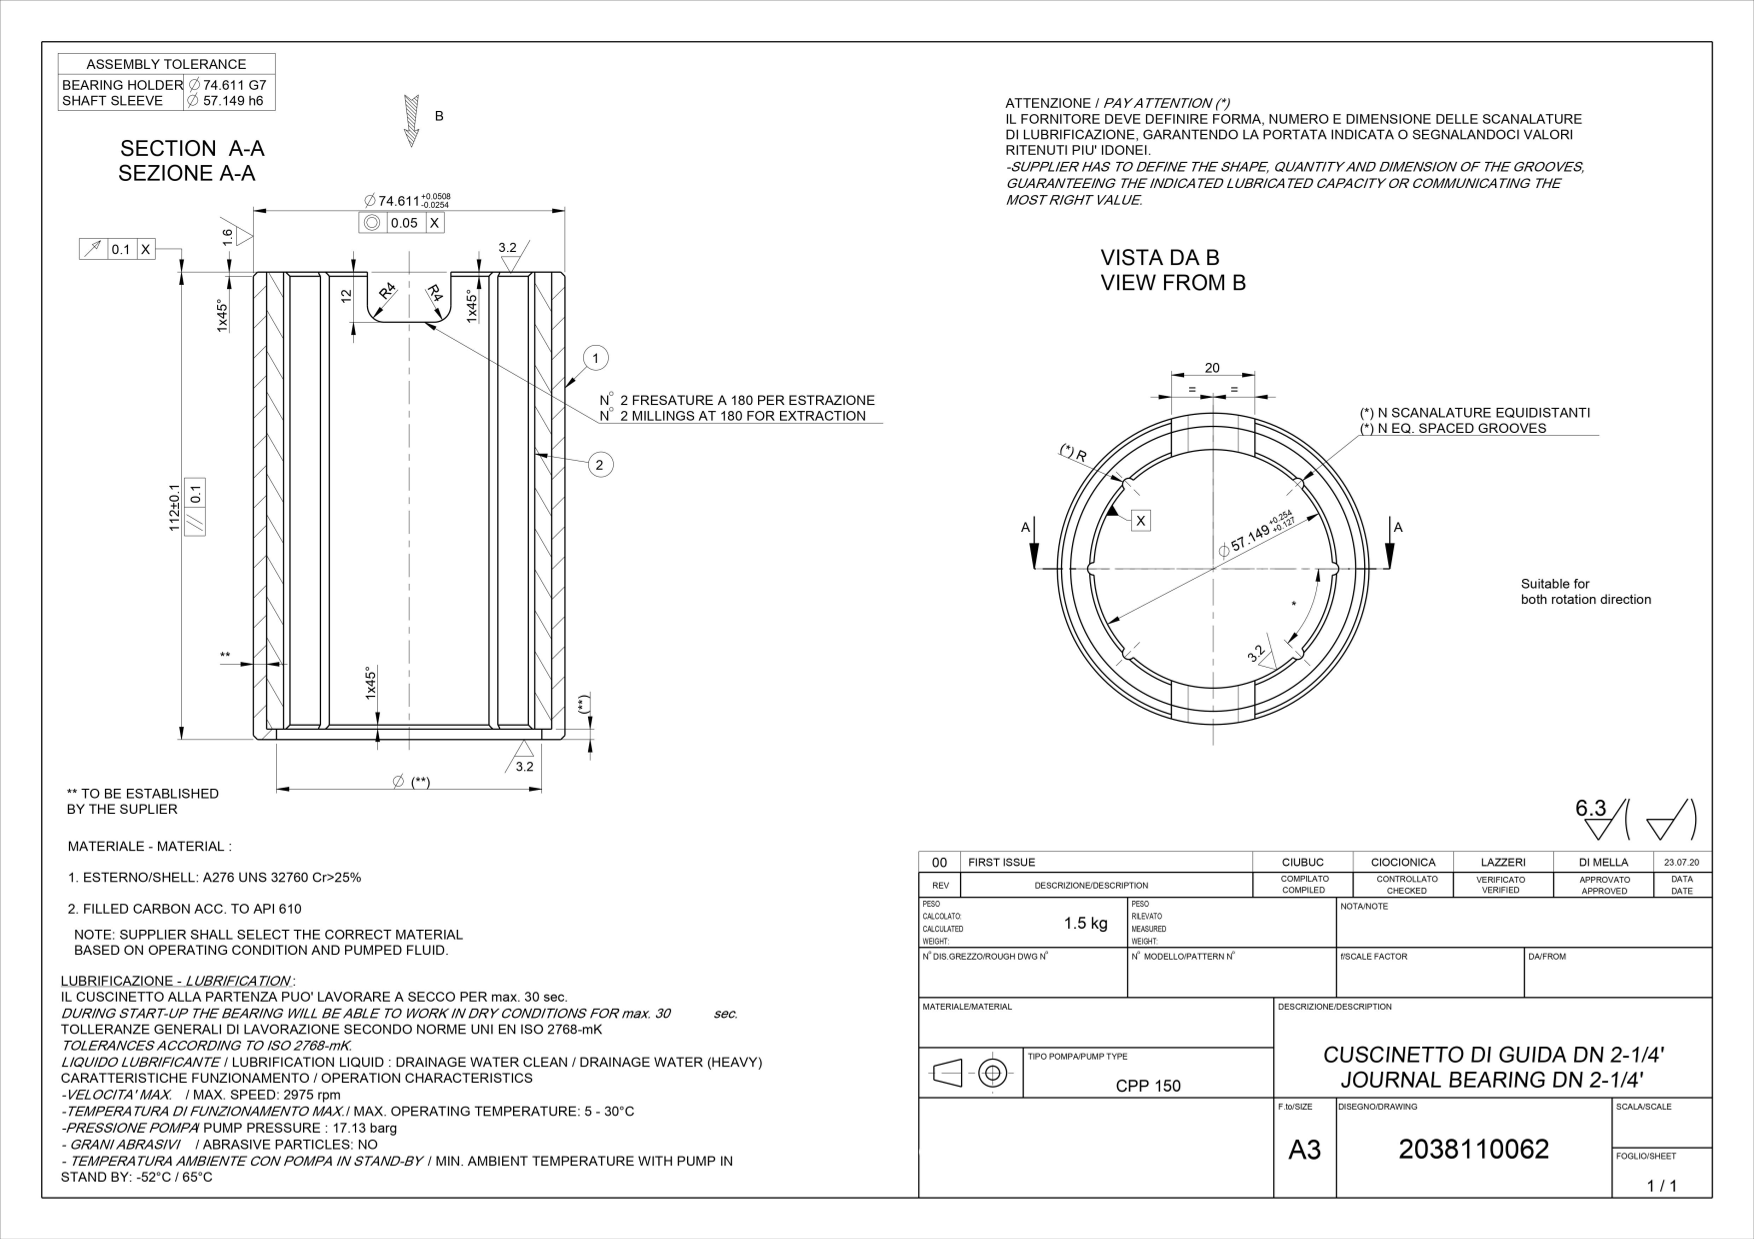 ASSEMBLY TOLERANCE
BEARING HOLDER ∅ 74.611 G7
SHAFT SLEEVE ∅ 57.149 h6
B
SECTION A-A
SEZIONE A-A
∅ 74.611 +0.0508 -0.0254
0.05 X
0.1 X
1.6
3.2
1x45°
12
R4
R4
1x45°
1
N° 2 FRESATURE A 180 PER ESTRAZIONE
N° 2 MILLINGS AT 180 FOR EXTRACTION
2
112±0.1
0.1
**
1x45°
(**)
3.2
∅ (**)
** TO BE ESTABLISHED
BY THE SUPLIER
MATERIALE - MATERIAL :
1. ESTERNO/SHELL: A276 UNS 32760 Cr>25%
2. FILLED CARBON ACC. TO API 610
NOTE: SUPPLIER SHALL SELECT THE CORRECT MATERIAL
BASED ON OPERATING CONDITION AND PUMPED FLUID.
LUBRIFICAZIONE - LUBRIFICATION :
IL CUSCINETTO ALLA PARTENZA PUO' LAVORARE A SECCO PER max. 30 sec.
DURING START-UP THE BEARING WILL BE ABLE TO WORK IN DRY CONDITIONS FOR max. 30 sec.
TOLLERANZE GENERALI DI LAVORAZIONE SECONDO NORME UNI EN ISO 2768-mK
TOLERANCES ACCORDING TO ISO 2768-mK.
LIQUIDO LUBRIFICANTE / LUBRIFICATION LIQUID : DRAINAGE WATER CLEAN / DRAINAGE WATER (HEAVY)
CARATTERISTICHE FUNZIONAMENTO / OPERATION CHARACTERISTICS
-VELOCITA' MAX. / MAX. SPEED: 2975 rpm
-TEMPERATURA DI FUNZIONAMENTO MAX./ MAX. OPERATING TEMPERATURE: 5 - 30°C
-PRESSIONE POMPA/ PUMP PRESSURE : 17.13 barg
- GRANI ABRASIVI / ABRASIVE PARTICLES: NO
- TEMPERATURA AMBIENTE CON POMPA IN STAND-BY / MIN. AMBIENT TEMPERATURE WITH PUMP IN
STAND BY: -52°C / 65°C
ATTENZIONE / PAY ATTENTION (*)
IL FORNITORE DEVE DEFINIRE FORMA, NUMERO E DIMENSIONE DELLE SCANALATURE
DI LUBRIFICAZIONE, GARANTENDO LA PORTATA INDICATA O SEGNALANDOCI VALORI
RITENUTI PIU' IDONEI.
-SUPPLIER HAS TO DEFINE THE SHAPE, QUANTITY AND DIMENSION OF THE GROOVES,
GUARANTEEING THE INDICATED LUBRICATED CAPACITY OR COMMUNICATING THE
MOST RIGHT VALUE.
VISTA DA B
VIEW FROM B
20
= =
(*) N SCANALATURE EQUIDISTANTI
(*) N EQ. SPACED GROOVES
(*) R
X
∅ 57.149 +0.254 +0.127
A A
*
3.2
Suitable for
both rotation direction
6.3 ( )
00 FIRST ISSUE CIUBUC CIOCIONICA LAZZERI DI MELLA 23.07.20
REV DESCRIZIONE/DESCRIPTION COMPILATO COMPILED CONTROLLATO CHECKED VERIFICATO VERIFIED APPROVATO APPROVED DATA DATE
PESO
CALCOLATO:
CALCULATED
WEIGHT:
1.5 kg
PESO
RILEVATO
MEASURED
WEIGHT:
NOTA/NOTE
N° DIS.GREZZO/ROUGH DWG N° N° MODELLO/PATTERN N° f/SCALE FACTOR DA/FROM
MATERIALE/MATERIAL DESCRIZIONE/DESCRIPTION
CUSCINETTO DI GUIDA DN 2-1/4'
JOURNAL BEARING DN 2-1/4'
TIPO POMPA/PUMP TYPE
CPP 150
F.to/SIZE DISEGNO/DRAWING SCALA/SCALE
A3 2038110062
FOGLIO/SHEET
1 / 1